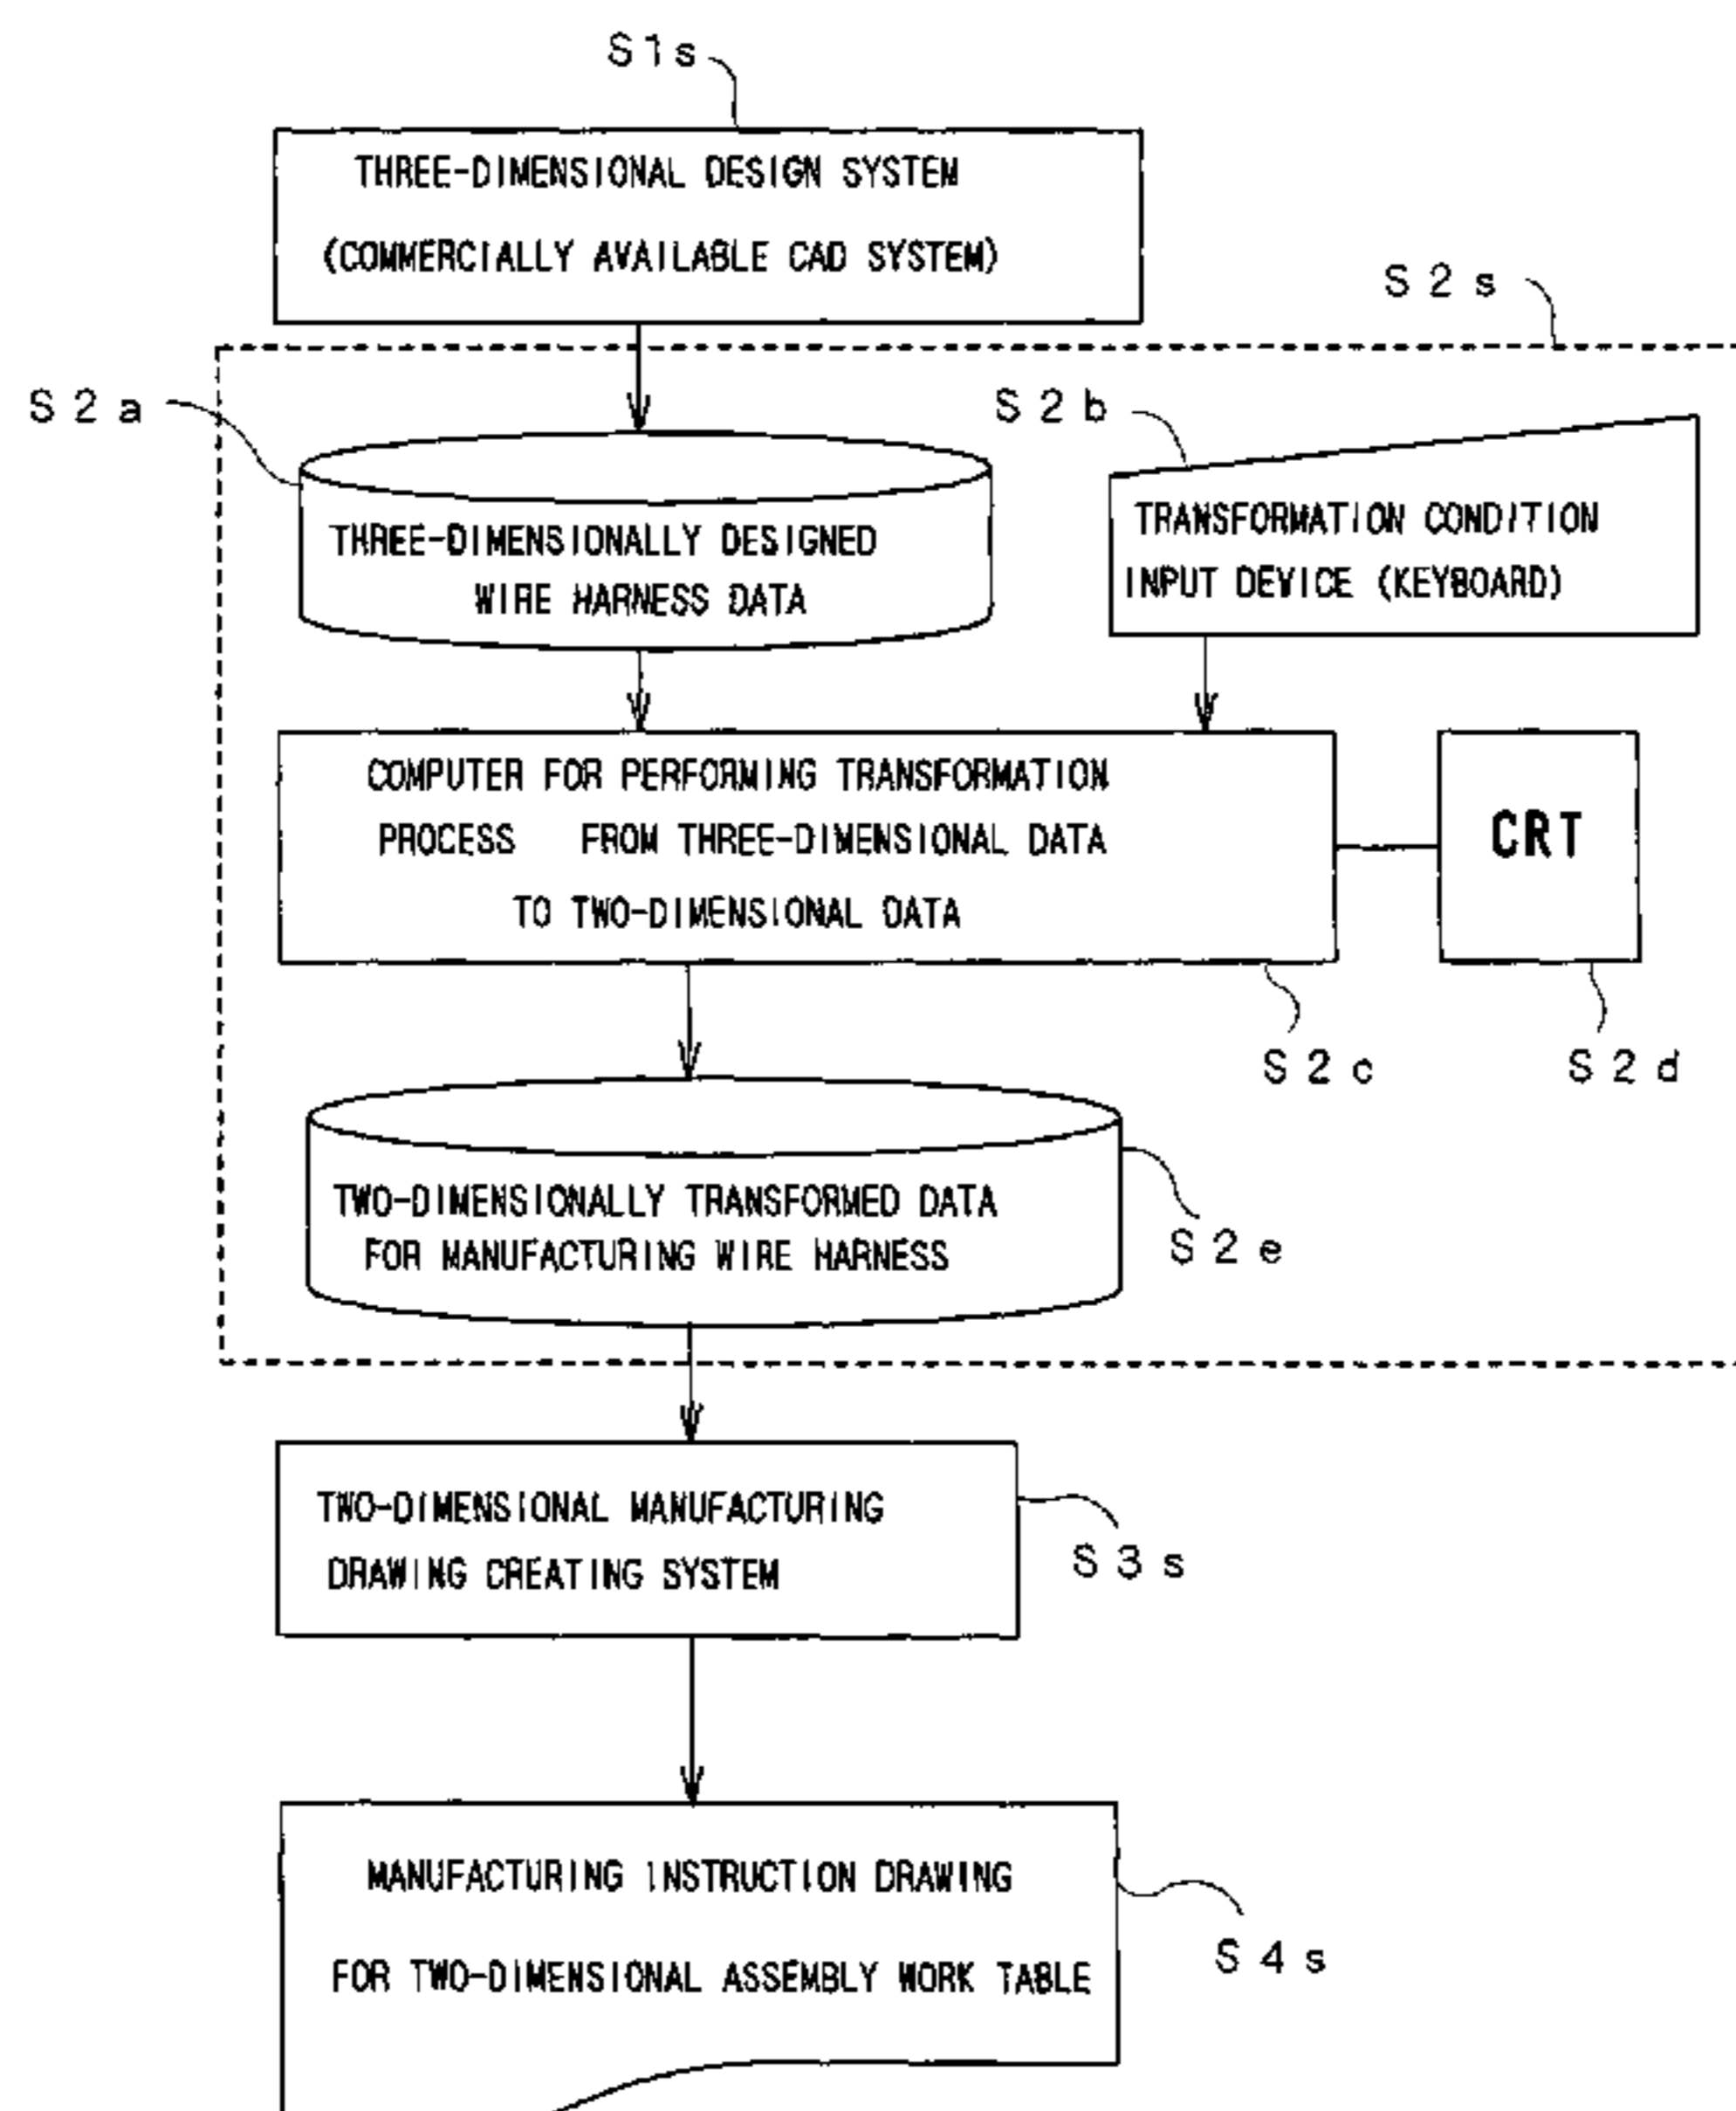 S1s
THREE-DIMENSIONAL DESIGN SYSTEM
(COMMERCIALLY AVAILABLE CAD SYSTEM)
S2s
S2a
S2b
THREE-DIMENSIONALLY DESIGNED
WIRE HARNESS DATA
TRANSFORMATION CONDITION
INPUT DEVICE (KEYBOARD)
COMPUTER FOR PERFORMING TRANSFORMATION
PROCESS FROM THREE-DIMENSIONAL DATA
TO TWO-DIMENSIONAL DATA
CRT
S2c
S2d
TWO-DIMENSIONALLY TRANSFORMED DATA
FOR MANUFACTURING WIRE HARNESS
S2e
TWO-DIMENSIONAL MANUFACTURING
DRAWING CREATING SYSTEM
S3s
MANUFACTURING INSTRUCTION DRAWING
FOR TWO-DIMENSIONAL ASSEMBLY WORK TABLE
S4s